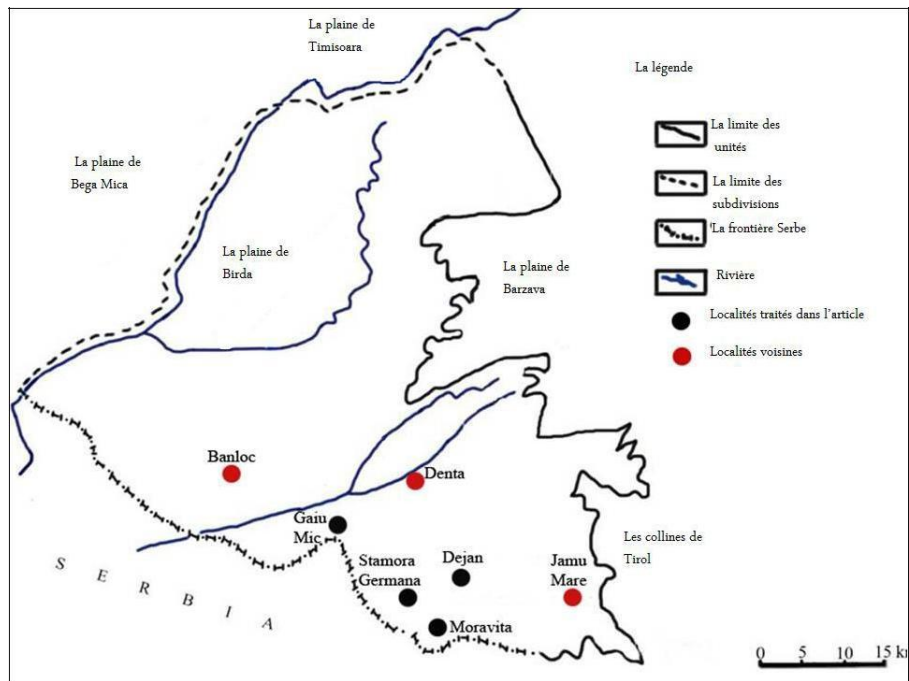 La plaine de
Timisoara
La légende
La limite des
unités
La plaine de
Bega Mica
La limite des
subdivisions
La frontière Serbe
La plaine de
Birda
La plaine de
Barzava
Rivière
Localités traités dans l'article
Localités voisines
Banloc
Denta
Gaiu
Mic
Les collines de
Tirol
Stamora
Germana
Dejan
Jamu
Mare
SERBIA
Moravita
0 5 10 15 k